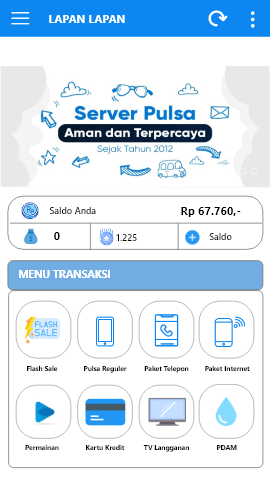 LAPAN LAPAN
Server Pulsa
Aman dan Terpercaya
Sejak Tahun 2012
Saldo Anda Rp 67.760,-
0 1.225 Saldo
MENU TRANSAKSI
FLASH
SALE
Flash Sale Pulsa Reguler Paket Telepon Paket Internet
Permainan Kartu Kredit TV Langganan PDAM